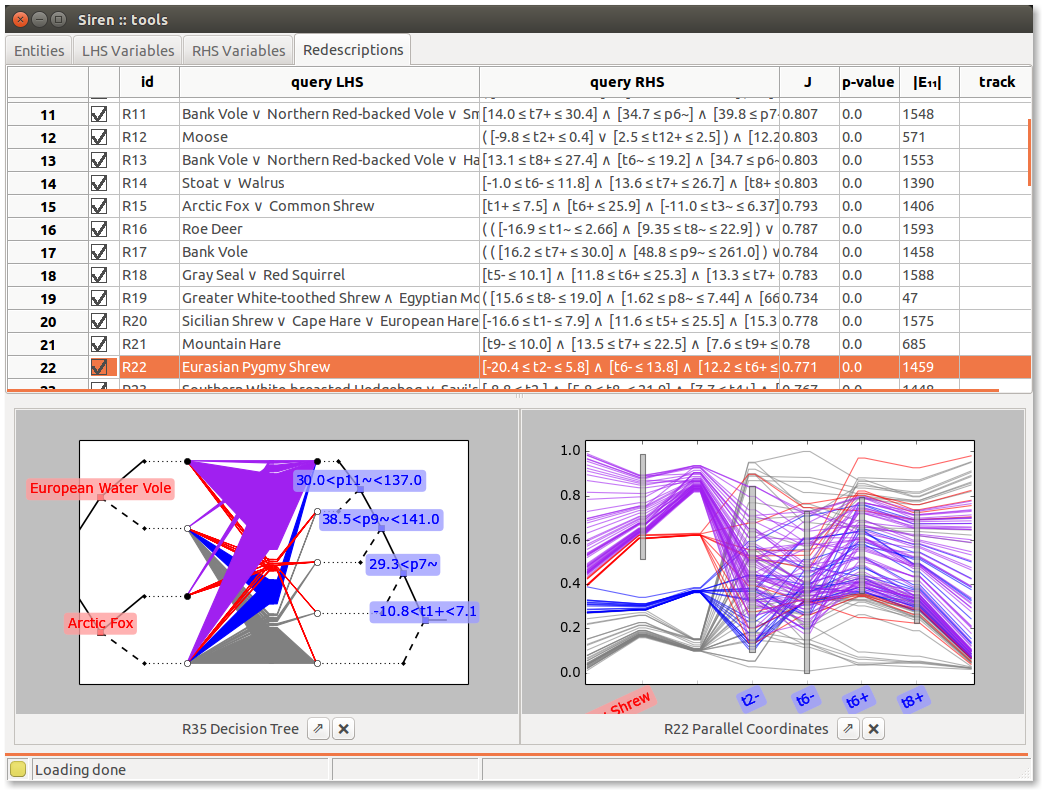 Siren :: tools
Entities LHS Variables RHS Variables Redescriptions
id query LHS query RHS J p-value |E₁₁| track
11 R11 Bank Vole ∨ Northern Red-backed Vole ∨ Sm [14.0 ≤ t7+ ≤ 30.4] ∧ [34.7 ≤ p6~] ∧ [39.8 ≤ p7- 0.807 1548
12 R12 Moose ( [-9.8 ≤ t2+ ≤ 0.4] ∨ [2.5 ≤ t12+ ≤ 2.5] ) ∧ [12.2 0.803 0.0 571
13 R13 Bank Vole ∨ Northern Red-backed Vole ∨ Ha [13.1 ≤ t8+ ≤ 27.4] ∧ [t6~ ≤ 19.2] ∧ [34.7 ≤ p6~ 0.803 0.0 1553
14 R14 Stoat ∨ Walrus [-1.0 ≤ t6- ≤ 11.8] ∧ [13.6 ≤ t7+ ≤ 26.7] ∧ [t8+ ≤ 0.803 0.0 1390
15 R15 Arctic Fox ∨ Common Shrew [t1+ ≤ 7.5] ∧ [t6+ ≤ 25.9] ∧ [-11.0 ≤ t3~ ≤ 6.37] 0.793 0.0 1406
16 R16 Roe Deer ( ( [-16.9 ≤ t1~ ≤ 2.66] ∧ [9.35 ≤ t8~ ≤ 22.9] ) ∨ 0.787 0.0 1593
17 R17 Bank Vole ( ( [16.2 ≤ t7+ ≤ 30.0] ∧ [48.8 ≤ p9~ ≤ 261.0] ) ∨ 0.784 0.0 1458
18 R18 Gray Seal ∨ Red Squirrel [t5- ≤ 10.1] ∧ [11.8 ≤ t6+ ≤ 25.3] ∧ [13.3 ≤ t7+ 0.783 0.0 1588
19 R19 Greater White-toothed Shrew ∧ Egyptian Mo ( [15.6 ≤ t8- ≤ 19.0] ∧ [1.62 ≤ p8~ ≤ 7.44] ∧ [66 0.734 0.0 47
20 R20 Sicilian Shrew ∨ Cape Hare ∨ European Hare [-16.6 ≤ t1- ≤ 7.9] ∧ [11.6 ≤ t5+ ≤ 25.5] ∧ [15.3 0.778 0.0 1575
21 R21 Mountain Hare [t9- ≤ 10.0] ∧ [13.5 ≤ t7+ ≤ 22.5] ∧ [7.6 ≤ t9+ ≤ 0.78 0.0 685
22 R22 Eurasian Pygmy Shrew [-20.4 ≤ t2- ≤ 5.8] ∧ [t6- ≤ 13.8] ∧ [12.2 ≤ t6+ ≤ 0.771 0.0 1459
European Water Vole
Arctic Fox
30.0<p11~<137.0
38.5<p9~<141.0
29.3<p7~
-10.8<t1+<7.1
1.0
0.8
0.6
0.4
0.2
0.0
Shrew t2- t6- t6+ t8+
R35 Decision Tree
R22 Parallel Coordinates
Loading done